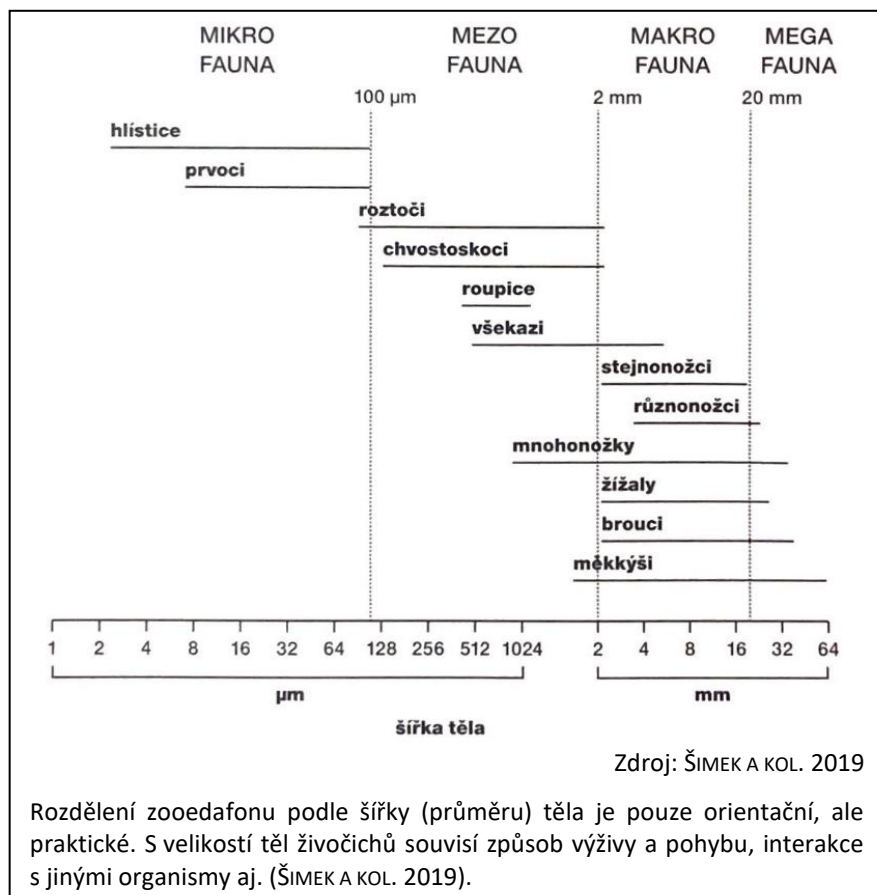 MIKRO MEZO MAKRO MEGA
FAUNA FAUNA FAUNA FAUNA
100 µm 2 mm 20 mm
hlístice
prvoci
roztoči
chvostoskoci
roupice
všekazi
stejnonožci
různonožci
mnohonožky
žížaly
brouci
měkkýši
1 2 4 8 16 32 64 128 256 512 1024 2 4 8 16 32 64
µm mm
šířka těla
Zdroj: ŠIMEK A KOL. 2019
Rozdělení zooedafonu podle šířky (průměru) těla je pouze orientační, ale
praktické. S velikostí těl živočichů souvisí způsob výživy a pohybu, interakce
s jinými organismy aj. (ŠIMEK A KOL. 2019).